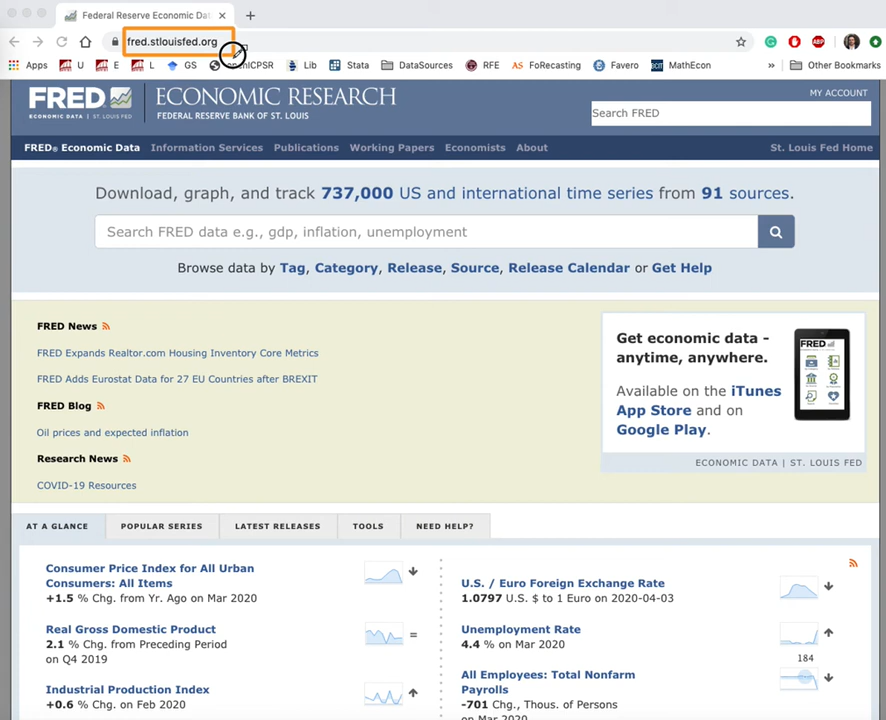 Federal Reserve Economic Da
fred.stlouisfed.org
Apps U E L GS ICPSR Lib Stata DataSources RFE AS FoRecasting Favero MathEcon » Other Bookmarks
FRED ECONOMIC RESEARCH
ECONOMIC DATA | ST. LOUIS FED FEDERAL RESERVE BANK OF ST. LOUIS
MY ACCOUNT
Search FRED
FRED® Economic Data Information Services Publications Working Papers Economists About St. Louis Fed Home
Download, graph, and track 737,000 US and international time series from 91 sources.
Search FRED data e.g., gdp, inflation, unemployment
Browse data by Tag, Category, Release, Source, Release Calendar or Get Help
FRED News
FRED Expands Realtor.com Housing Inventory Core Metrics
FRED Adds Eurostat Data for 27 EU Countries after BREXIT
FRED Blog
Oil prices and expected inflation
Research News
COVID-19 Resources
Get economic data -
anytime, anywhere.
Available on the iTunes
App Store and on
Google Play.
FRED
ECONOMIC DATA | ST. LOUIS FED
AT A GLANCE POPULAR SERIES LATEST RELEASES TOOLS NEED HELP?
Consumer Price Index for All Urban
Consumers: All Items
+1.5 % Chg. from Yr. Ago on Mar 2020
Real Gross Domestic Product
2.1 % Chg. from Preceding Period
on Q4 2019
Industrial Production Index
+0.6 % Chg. on Feb 2020
U.S. / Euro Foreign Exchange Rate
1.0797 U.S. $ to 1 Euro on 2020-04-03
Unemployment Rate
4.4 % on Mar 2020
184
All Employees: Total Nonfarm
Payrolls
-701 Chg., Thous. of Persons
on Mar 2020